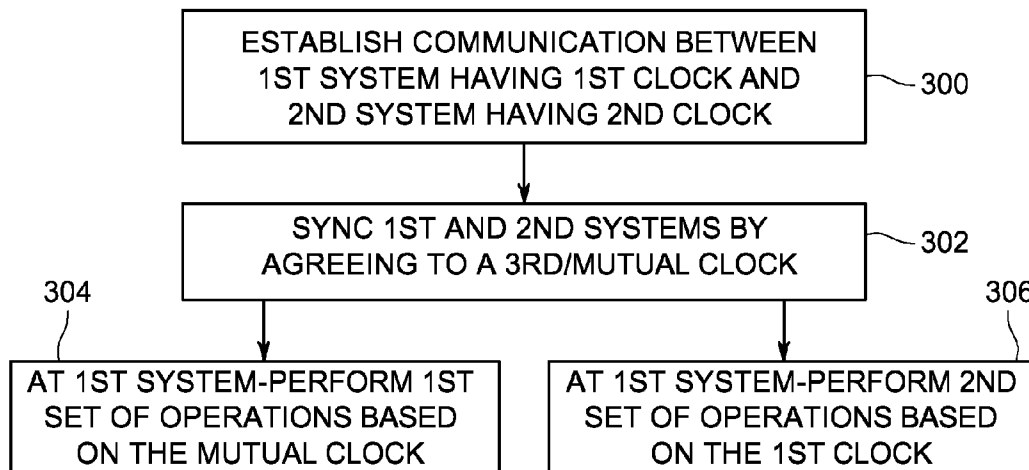 ESTABLISH COMMUNICATION BETWEEN
1ST SYSTEM HAVING 1ST CLOCK AND
2ND SYSTEM HAVING 2ND CLOCK
300
SYNC 1ST AND 2ND SYSTEMS BY
AGREEING TO A 3RD/MUTUAL CLOCK
302
304
AT 1ST SYSTEM-PERFORM 1ST
SET OF OPERATIONS BASED
ON THE MUTUAL CLOCK
306
AT 1ST SYSTEM-PERFORM 2ND
SET OF OPERATIONS BASED
ON THE 1ST CLOCK